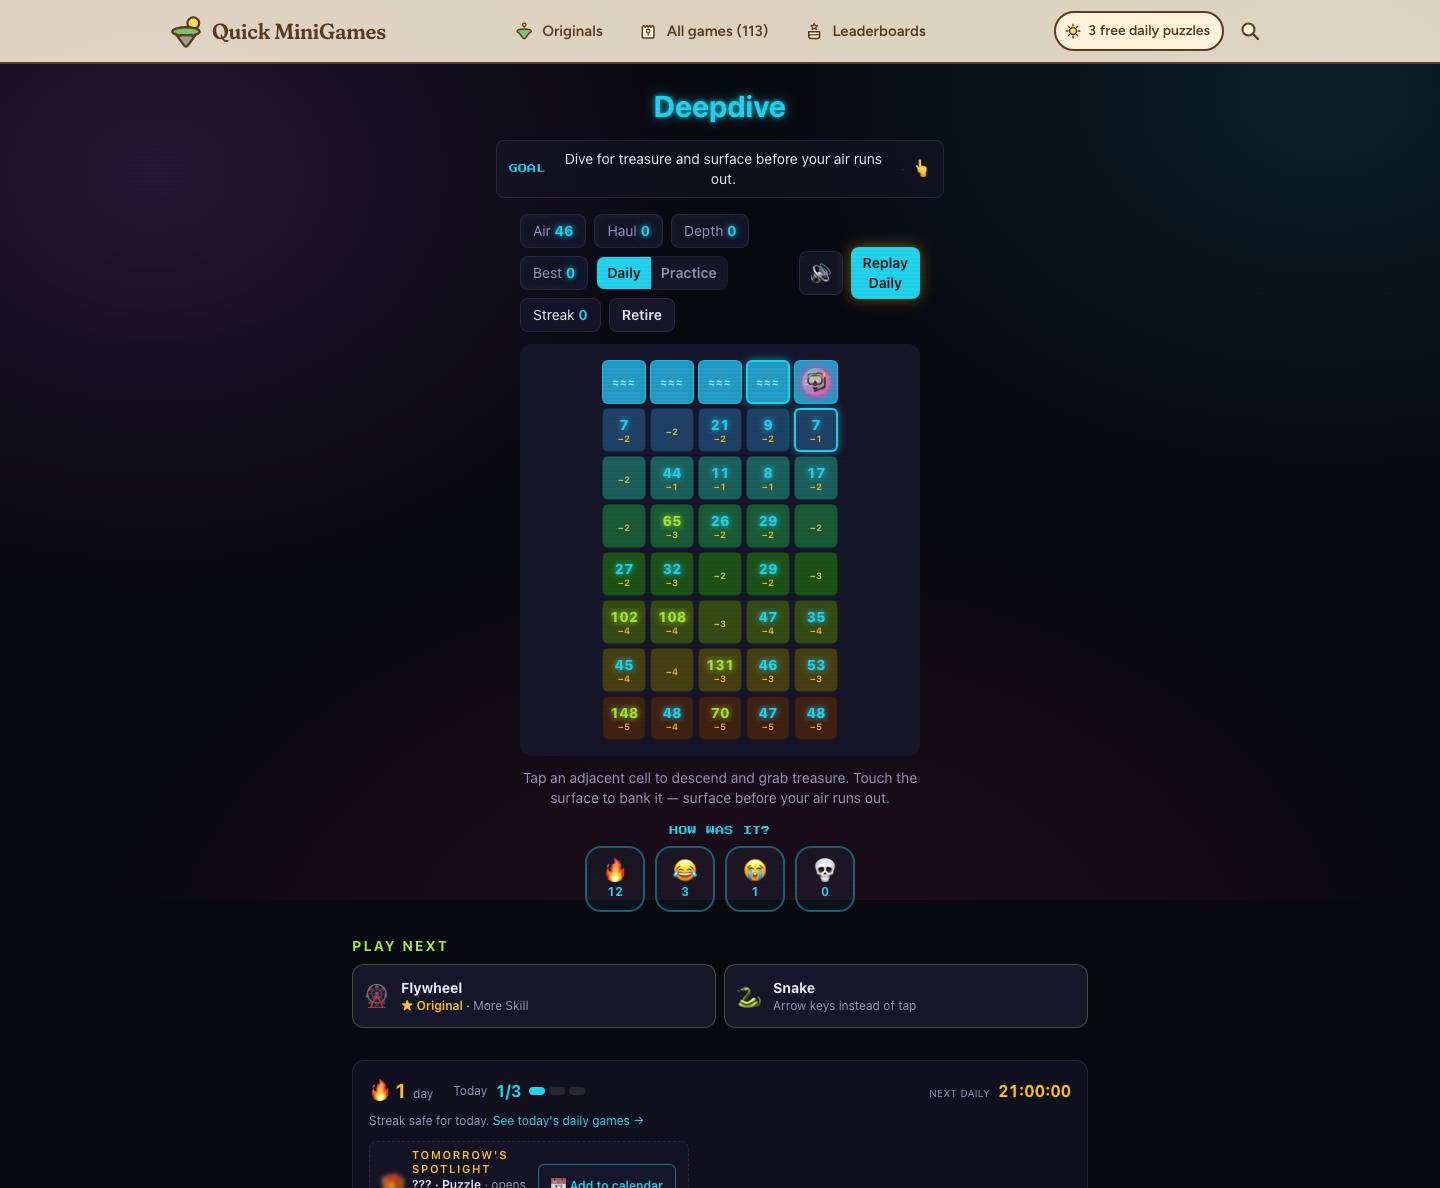 Quick MiniGames
Originals
All games (113)
Leaderboards
3 free daily puzzles
Deepdive
GOAL
Dive for treasure and surface before your air runs
out.
Air 46
Haul 0
Depth 0
Best 0
Daily
Practice
Replay
Daily
Streak 0
Retire
≈≈≈ ≈≈≈ ≈≈≈ ≈≈≈
7 21 9 7
−2 −2 −2 −2 −1
44 11 8 17
−2 −1 −1 −1 −2
65 26 29
−2 −3 −2 −2 −2
27 32 29
−2 −3 −2 −2 −3
102 108 47 35
−4 −4 −3 −4 −4
45 131 46 53
−4 −4 −3 −3 −3
148 48 70 47 48
−5 −4 −5 −5 −5
Tap an adjacent cell to descend and grab treasure. Touch the
surface to bank it — surface before your air runs out.
HOW WAS IT?
12 3 1 0
PLAY NEXT
Flywheel
Original · More Skill
Snake
Arrow keys instead of tap
1 day
Today 1/3
NEXT DAILY 21:00:00
Streak safe for today. See today's daily games →
TOMORROW'S
SPOTLIGHT
??? · Puzzle · opens
Add to calendar